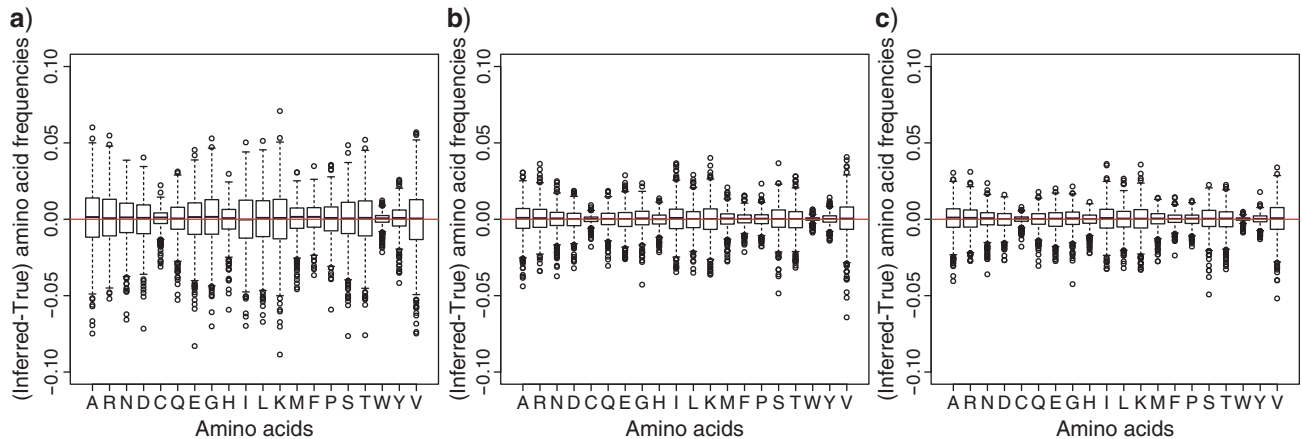 a)
(Inferred-True) amino acid frequencies
0.10
0.05
0.00
−0.05
−0.10
A R N D C Q E G H I L K M F P S T W Y V
Amino acids
b)
(Inferred-True) amino acid frequencies
0.10
0.05
0.00
−0.05
−0.10
A R N D C Q E G H I L K M F P S T W Y V
Amino acids
c)
(Inferred-True) amino acid frequencies
0.10
0.05
0.00
−0.05
−0.10
A R N D C Q E G H I L K M F P S T W Y V
Amino acids